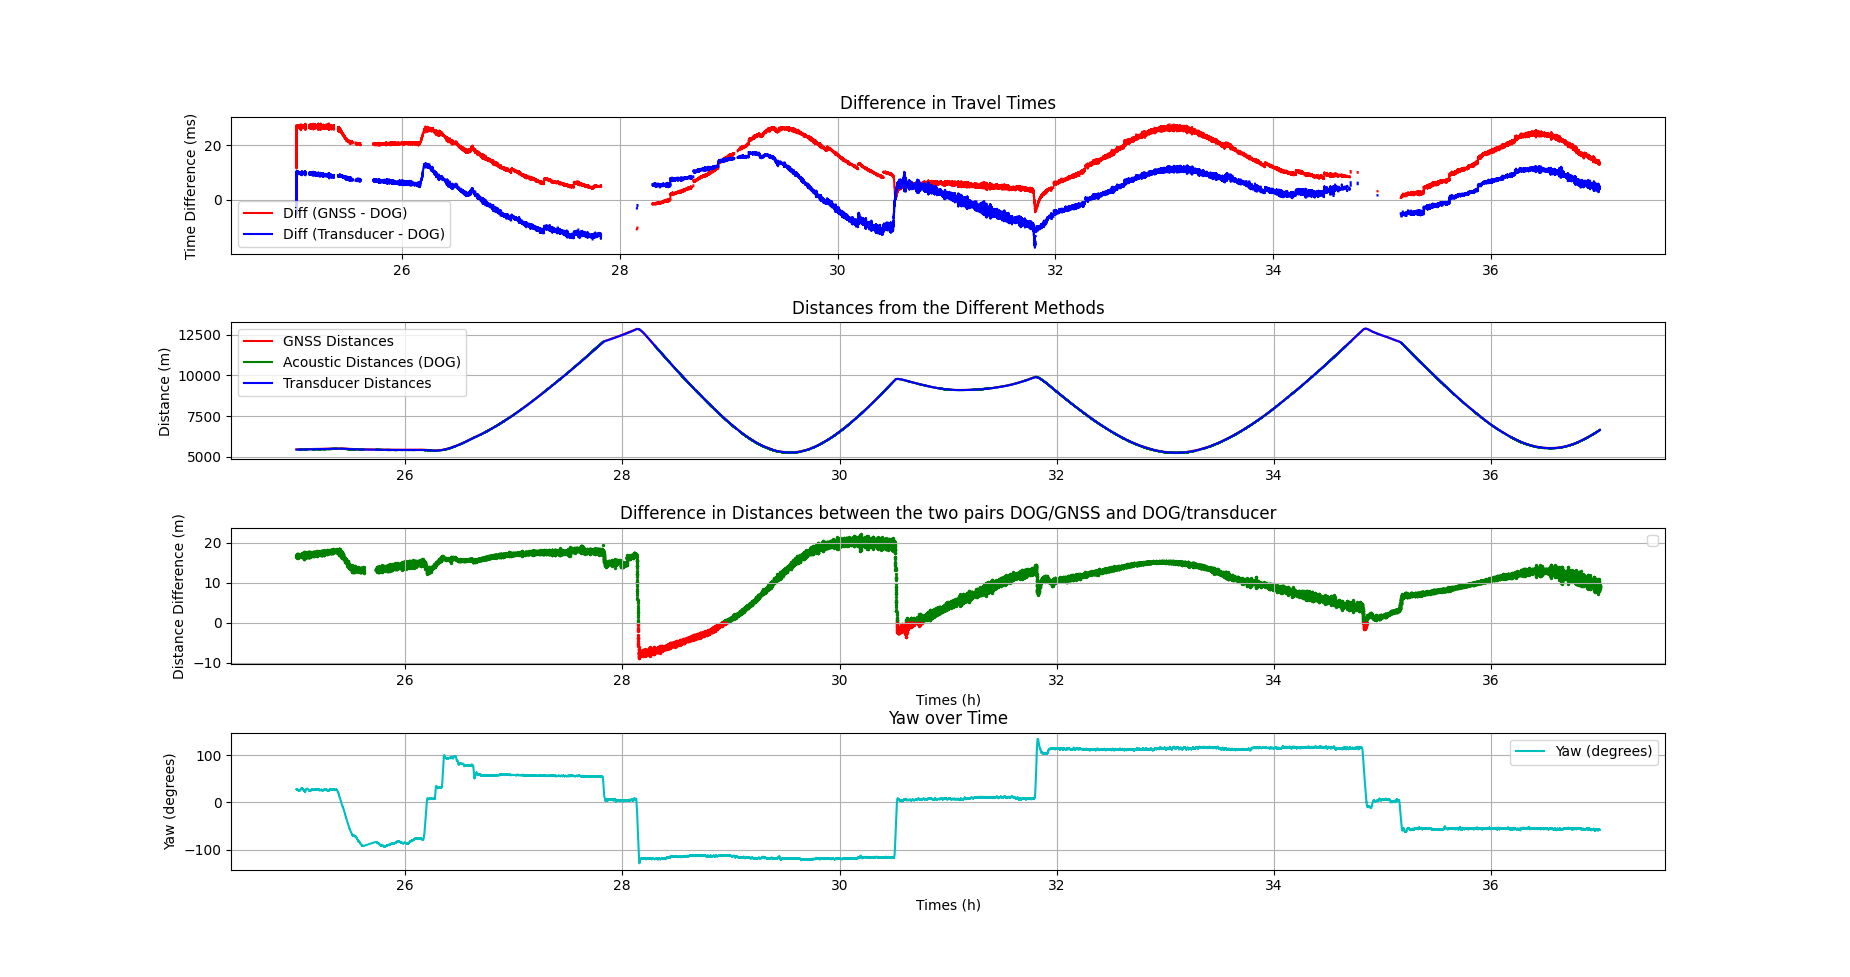 Difference in Travel Times
Time Difference (ms)
20
0
Diff (GNSS - DOG)
Diff (Transducer - DOG)
26 28 30 32 34 36
Distances from the Different Methods
Distance (m)
12500
10000
7500
5000
GNSS Distances
Acoustic Distances (DOG)
Transducer Distances
26 28 30 32 34 36
Difference in Distances between the two pairs DOG/GNSS and DOG/transducer
Distance Difference (m)
20
10
0
−10
26 28 30 32 34 36
Times (h)
Yaw over Time
Yaw (degrees)
100
0
−100
Yaw (degrees)
26 28 30 32 34 36
Times (h)